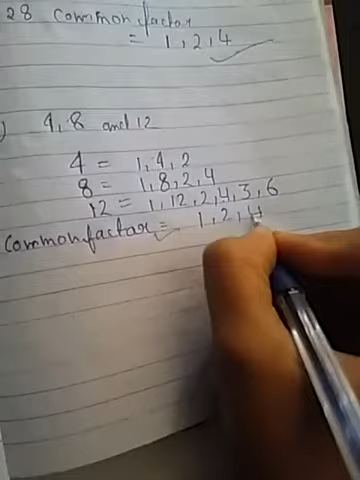 28 common factor
= 1, 2, 4
) 4, 8 and 12
4 = 1, 4, 2
8 = 1, 8, 2, 4
12 = 1, 12, 2, 4, 3, 6
Common factor = 1, 2, 4